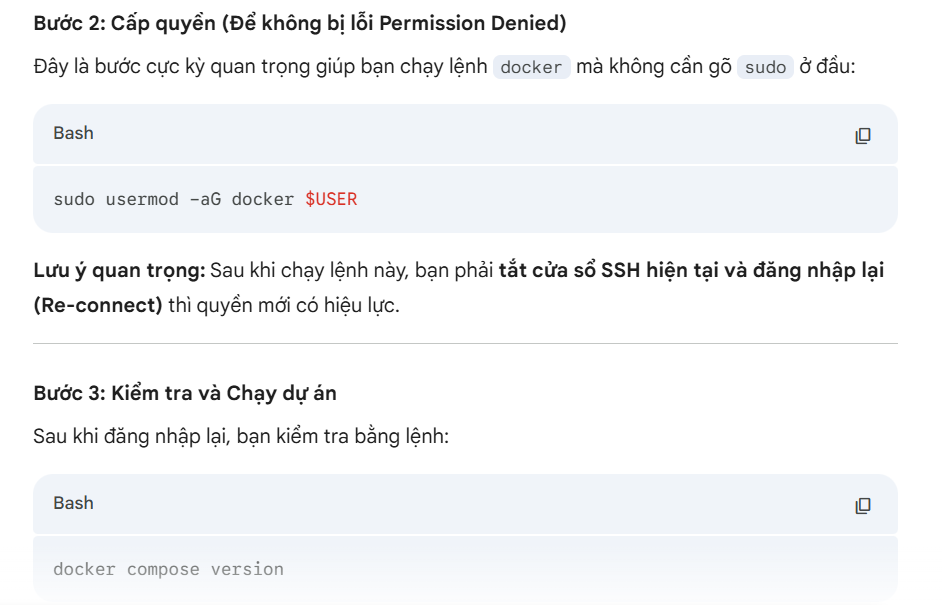 Bước 2: Cấp quyền (Để không bị lỗi Permission Denied)
Đây là bước cực kỳ quan trọng giúp bạn chạy lệnh docker mà không cần gõ sudo ở đầu:
Bash
sudo usermod -aG docker $USER
Lưu ý quan trọng: Sau khi chạy lệnh này, bạn phải tắt cửa sổ SSH hiện tại và đăng nhập lại
(Re-connect) thì quyền mới có hiệu lực.
Bước 3: Kiểm tra và Chạy dự án
Sau khi đăng nhập lại, bạn kiểm tra bằng lệnh:
Bash
docker compose version